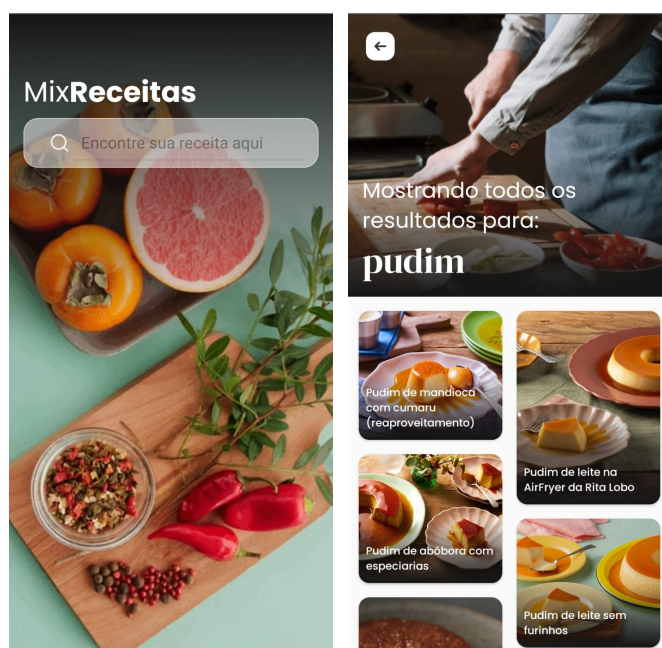 MixReceitas
Encontre sua receita aqui
Mostrando todos os
resultados para:
pudim
Pudim de mandioca
com cumaru
(reaproveitamento)
Pudim de leite na
AirFryer da Rita Lobo
Pudim de abóbora com
especiarias
Pudim de leite sem
furinhos